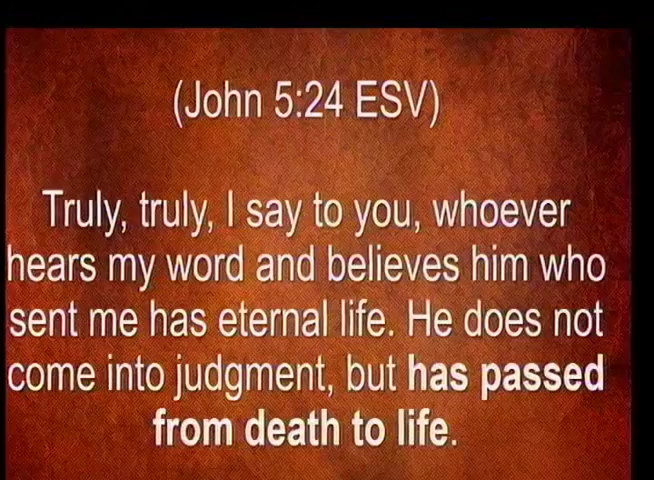 (John 5:24 ESV)
Truly, truly, I say to you, whoever
hears my word and believes him who
sent me has eternal life. He does not
come into judgment, but has passed
from death to life.